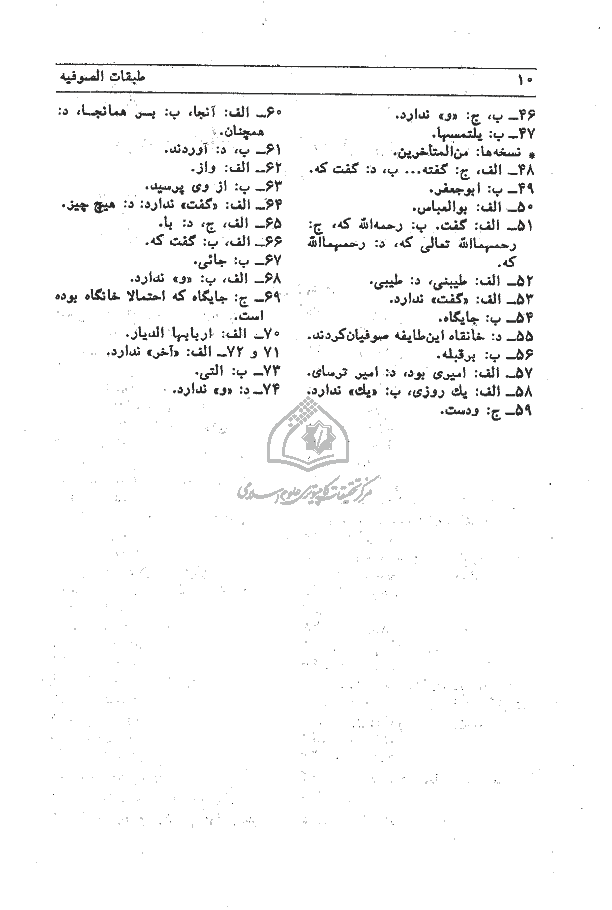 ۱۰
طبقات الصوفیه
۴۶ـ ب، ج: «و» ندارد.
۴۷ـ ب: یلتمسها.
* نسخه‌ها: من‌المتأخرین.
۴۸ـ الف، ج: گفته... ب، د: گفت که.
۴۹ـ ب: ابوجعفر.
۵۰ـ الف: بوالعباس.
۵۱ـ الف: گفت. ب: رحمه‌الله که، ج:
رحمهماالله تعالی که، د: رحمهماالله
که.
۵۲ـ الف: طیبنی، د: طیبی.
۵۳ـ الف: «گفت» ندارد.
۵۴ـ ب: جایگاه.
۵۵ـ د: خانقاه این‌طایفه صوفیان‌کردند.
۵۶ـ ب: برقبله.
۵۷ـ الف: امیری بود، د: امیر ترسای.
۵۸ـ الف: یك روزی، ب: «یك» ندارد.
۵۹ـ ج: ودست.
۶۰ـ الف: آنجا، ب: بس همانجا، د:
همچنان.
۶۱ـ ب، د: آوردند.
۶۲ـ الف: واز.
۶۳ـ ب: از وی پرسید.
۶۴ـ الف: «گفت» ندارد: د: هیچ چیز.
۶۵ـ الف، ج، د: با.
۶۶ـ الف، ب: گفت که.
۶۷ـ ب: جائی.
۶۸ـ الف، ب: «و» ندارد.
۶۹ـ ج: جایگاه که احتمالا خانگاه بوده
است.
۷۰ـ الف: اربابها الدیار.
۷۱ و ۷۲ـ الف: «آخر» ندارد.
۷۳ـ ب: التی.
۷۴ـ د: «و» ندارد.
مرکز تحقیقات کامپیوتری علوم اسلامی